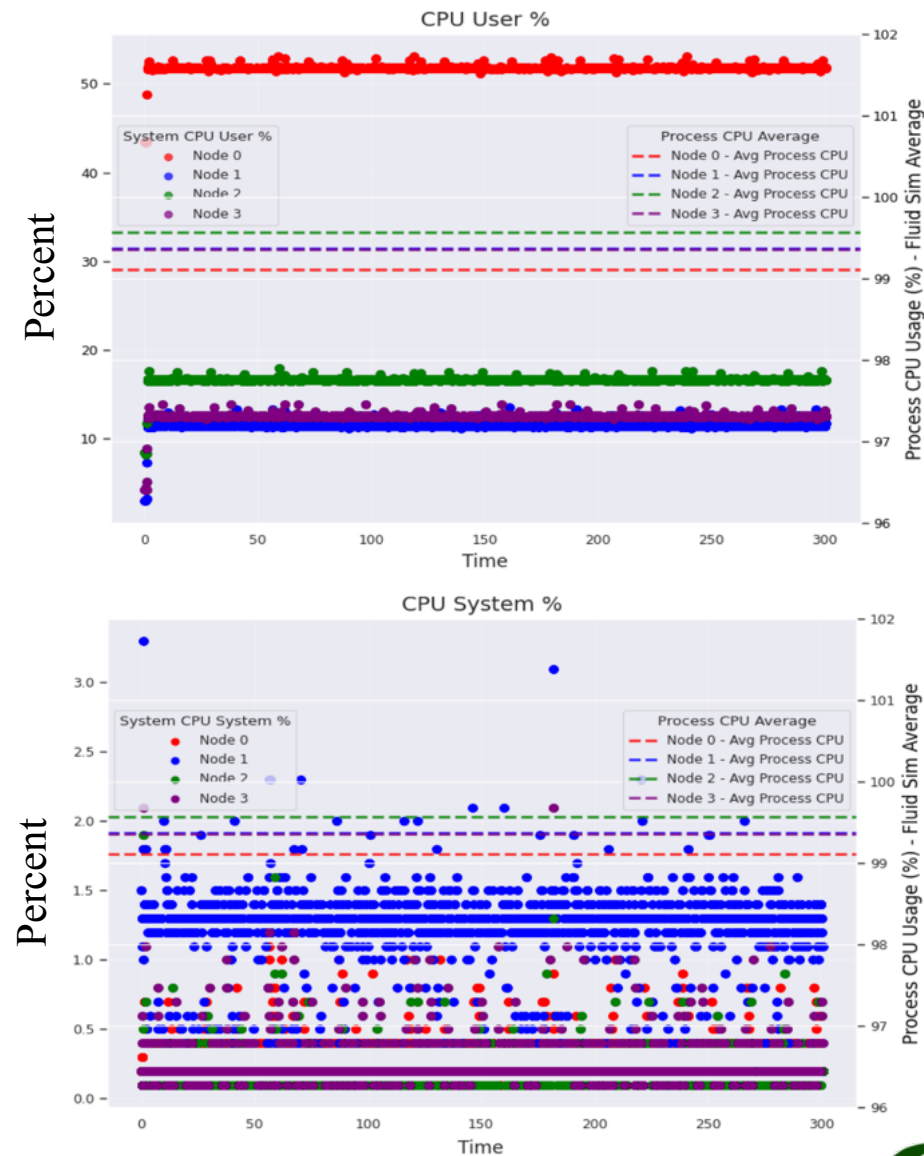 CPU User %
102
50
101
System CPU User %
Process CPU Average
Node 0
Node 0 - Avg Process CPU
40
Node 1
Node 1 - Avg Process CPU
100
Node 2
Node 2 - Avg Process CPU
Node 3
Node 3 - Avg Process CPU
Percent
30
99
Process CPU Usage (%) - Fluid Sim Average
20
98
10
97
96
0
50
100
150
200
250
300
Time
CPU System %
102
3.0
101
System CPU System %
Process CPU Average
Node 0
Node 0 - Avg Process CPU
2.5
Node 1
Node 1 - Avg Process CPU
100
Node 2
Node 2 - Avg Process CPU
Node 3
Node 3 - Avg Process CPU
2.0
Percent
99
Process CPU Usage (%) - Fluid Sim Average
1.5
98
1.0
97
0.5
0.0
96
0
50
100
150
200
250
300
Time